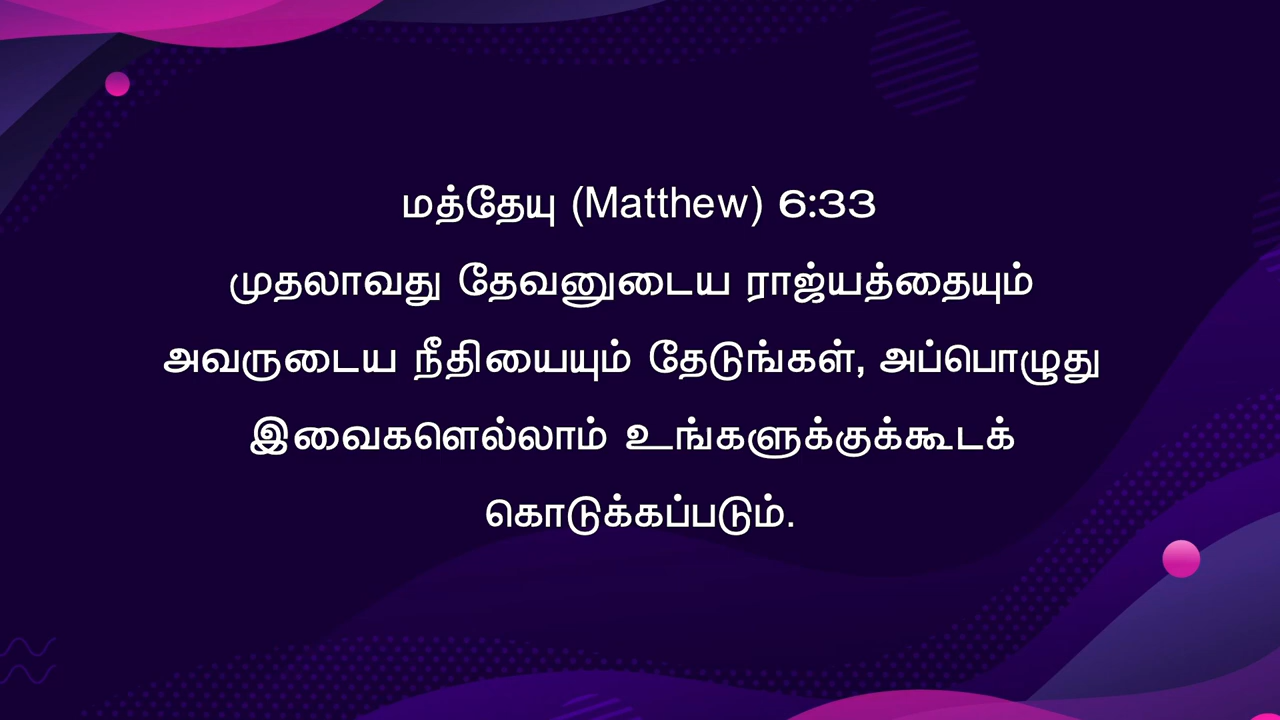 மத்தேயு (Matthew) 6:33
முதலாவது தேவனுடைய ராஜ்யத்தையும்
அவருடைய நீதியையும் தேடுங்கள், அப்பொழுது
இவைகளெல்லாம் உங்களுக்குக்கூடக்
கொடுக்கப்படும்.